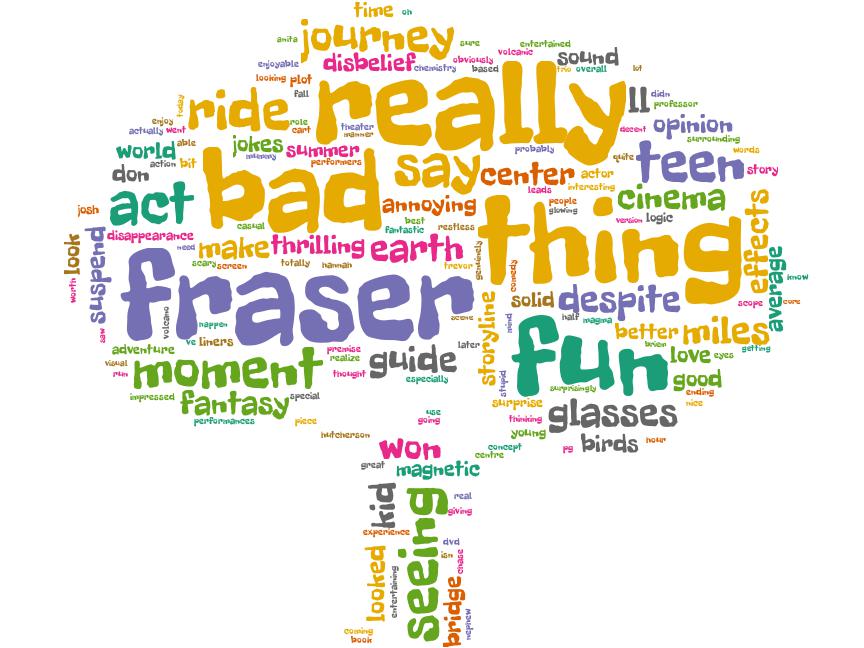 time oh
anita journey sure entertained
enjoyable disbelief chemistry obviously volcanic based sound
looking plot trio overall lot
today ride fall really ll didn professor
enjoy role cart theater manner decent opinion
actually went able jokes mummy summer probably surrounding
world action bit performers say quite teen words
don bad center actor story
act leads interesting cinema
josh casual annoying best people glowing version logic
disappearance fantastic restless thing effects
look suspend need make thrilling earth genuinely
worth scary screen totally hannah trevor comedy average know
fraser scene solid despite scope core
saw volcano happen storyline mind half magma better miles
ve liners later fun brien getting
adventure premise realize guide love eyes
visual run moment thought especially stupid surprisingly good
impressed fantasy special surprise ending nice
performances piece use going thinking glasses
hutcherson young birds hour
won concept centre pg
great magnetic
kid seeing real
giving
experience
looked entertaining dvd
isn chase
bridge nephew
coming
book